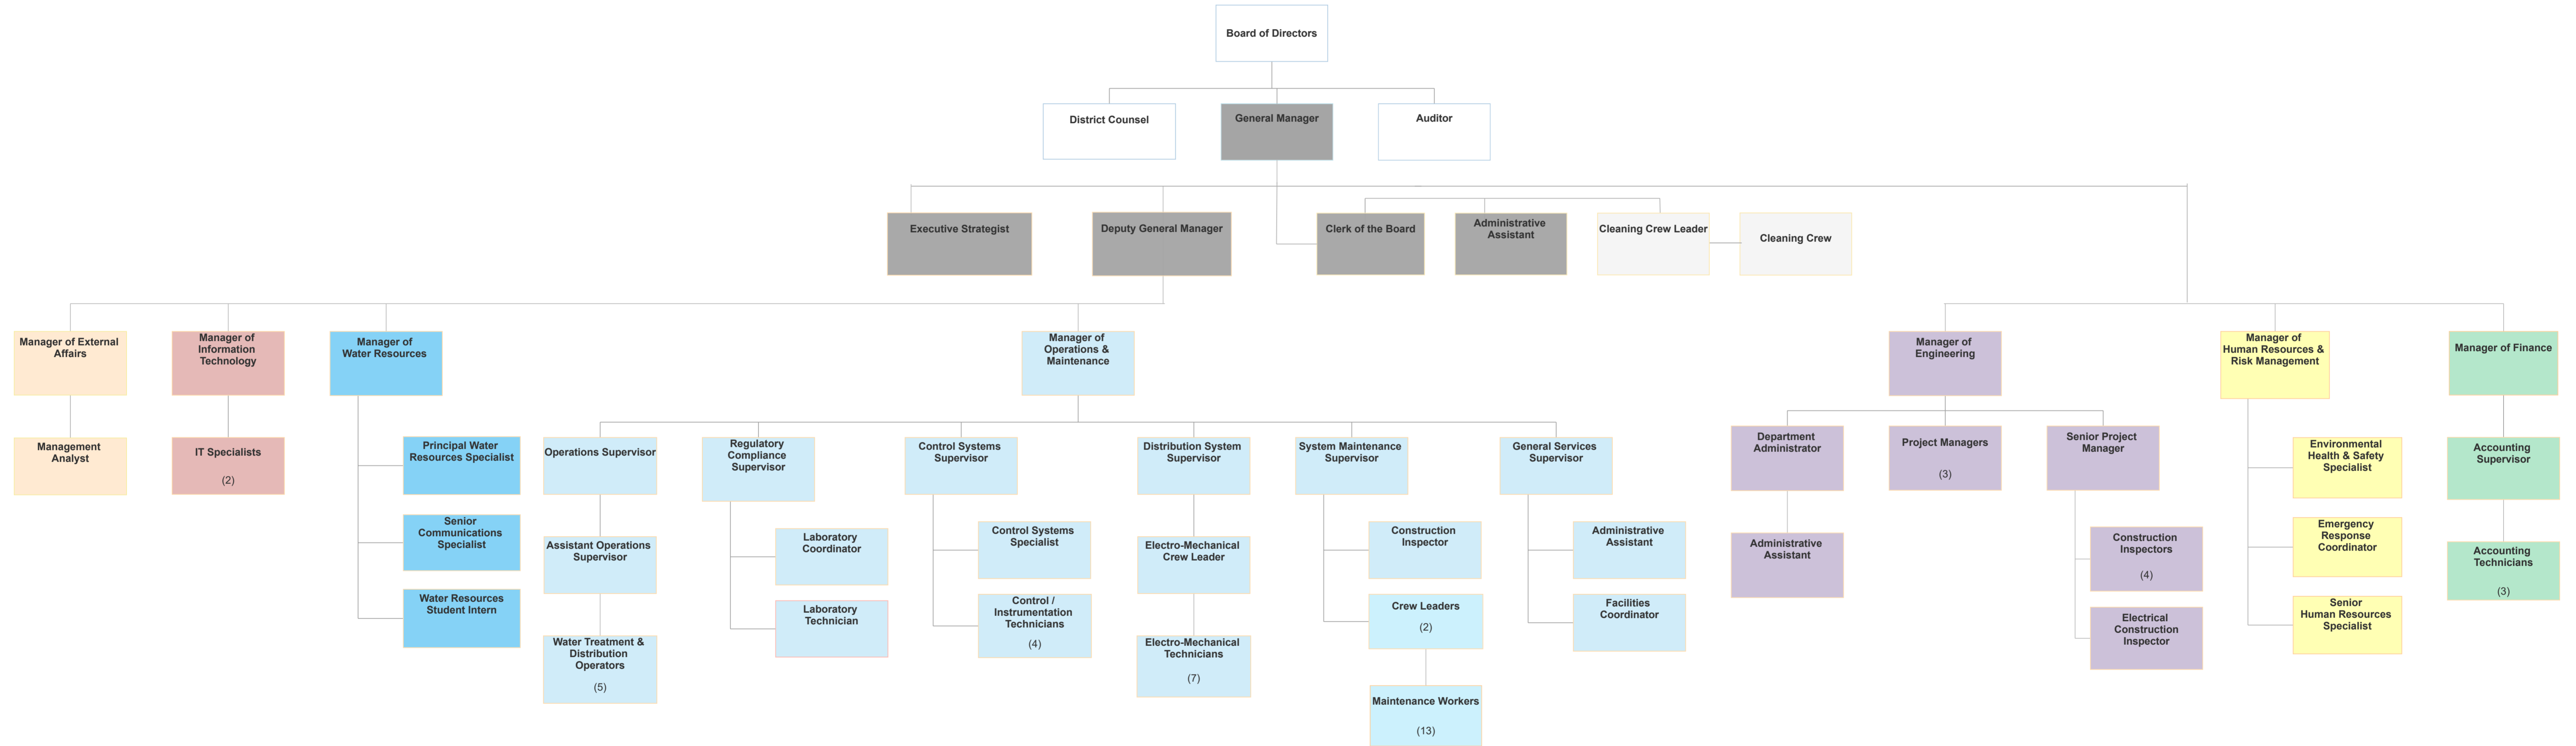 Board of Directors
District Counsel
General Manager
Auditor
Executive Strategist
Deputy General Manager
Clerk of the Board
Administrative
Assistant
Cleaning Crew Leader
Cleaning Crew
Manager of External
Affairs
Manager of
Information
Technology
Manager of
Water Resources
Manager of
Operations &
Maintenance
Manager of
Engineering
Manager of
Human Resources &
Risk Management
Manager of Finance
Management
Analyst
IT Specialists
(2)
Principal Water
Resources Specialist
Senior
Communications
Specialist
Water Resources
Student Intern
Operations Supervisor
Assistant Operations
Supervisor
Water Treatment &
Distribution
Operators
(5)
Regulatory
Compliance
Supervisor
Laboratory
Coordinator
Laboratory
Technician
Control Systems
Supervisor
Control Systems
Specialist
Control /
Instrumentation
Technicians
(4)
Distribution System
Supervisor
Electro-Mechanical
Crew Leader
Electro-Mechanical
Technicians
(7)
System Maintenance
Supervisor
Construction
Inspector
Crew Leaders
(2)
Maintenance Workers
(13)
General Services
Supervisor
Administrative
Assistant
Facilities
Coordinator
Department
Administrator
Administrative
Assistant
Project Managers
(3)
Senior Project
Manager
Construction
Inspectors
(4)
Electrical
Construction
Inspector
Environmental
Health & Safety
Specialist
Emergency
Response
Coordinator
Senior
Human Resources
Specialist
Accounting
Supervisor
Accounting
Technicians
(3)